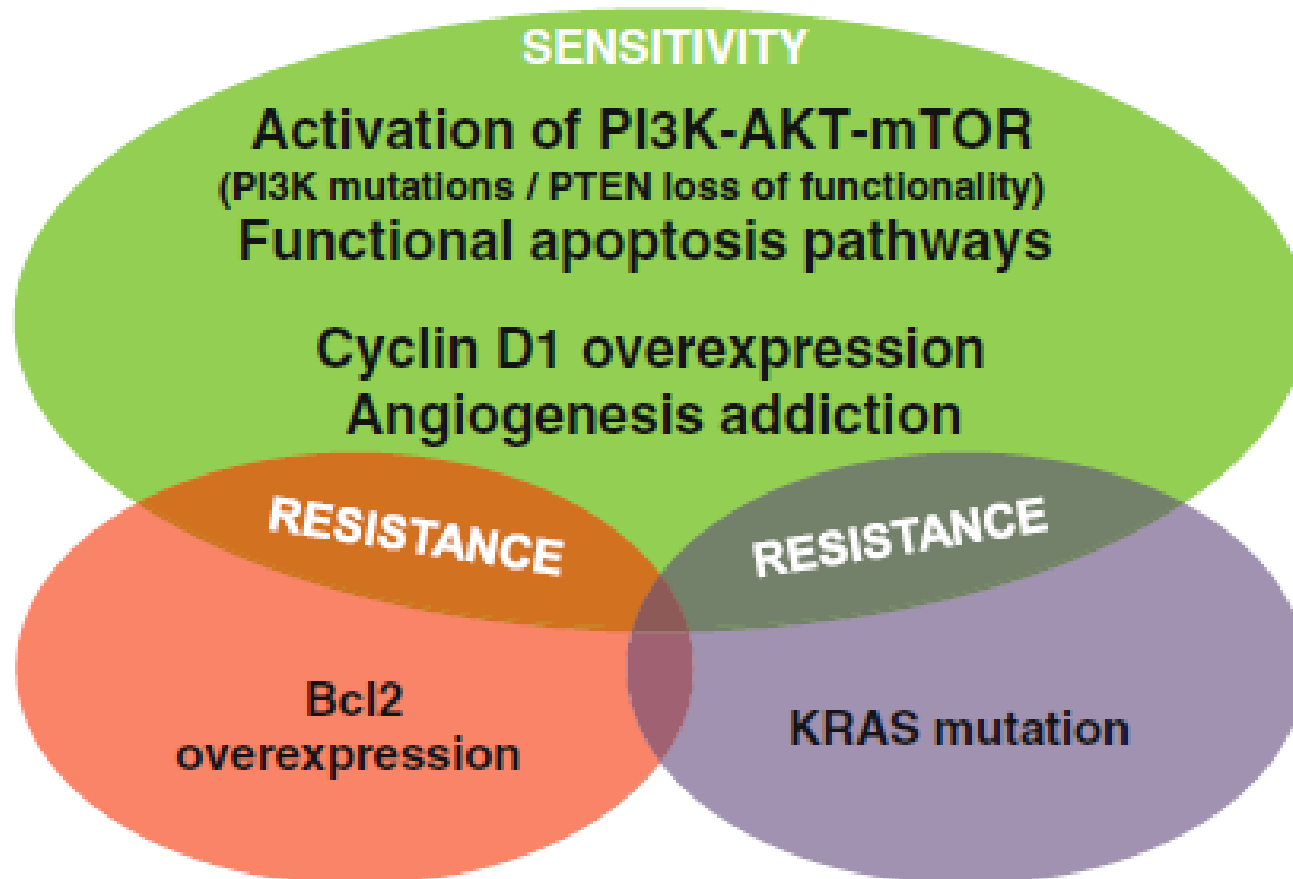 SENSITIVITY
Activation of PI3K-AKT-mTOR
(PI3K mutations / PTEN loss of functionality)
Functional apoptosis pathways
Cyclin D1 overexpression
Angiogenesis addiction
RESISTANCE
RESISTANCE
Bcl2
overexpression
KRAS mutation